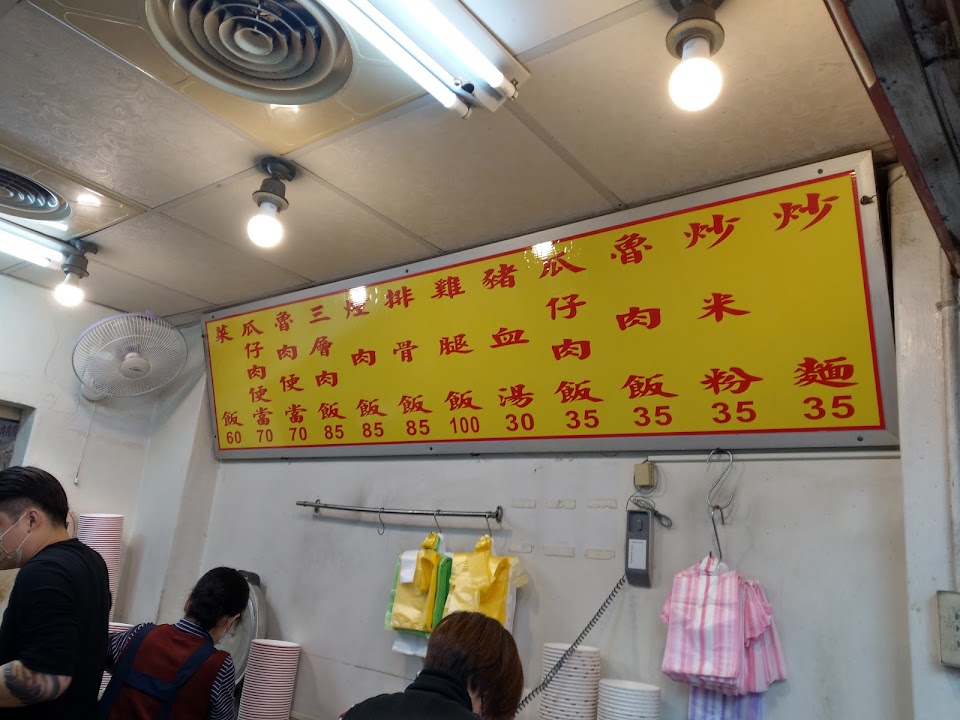 炒麵 35
炒米粉 35
魯肉飯 35
瓜仔肉飯 35
豬血湯 30
雞腿飯 100
排骨飯 85
燒肉飯 85
三層肉飯 85
魯肉便當 70
瓜仔肉便當 70
菜飯 60